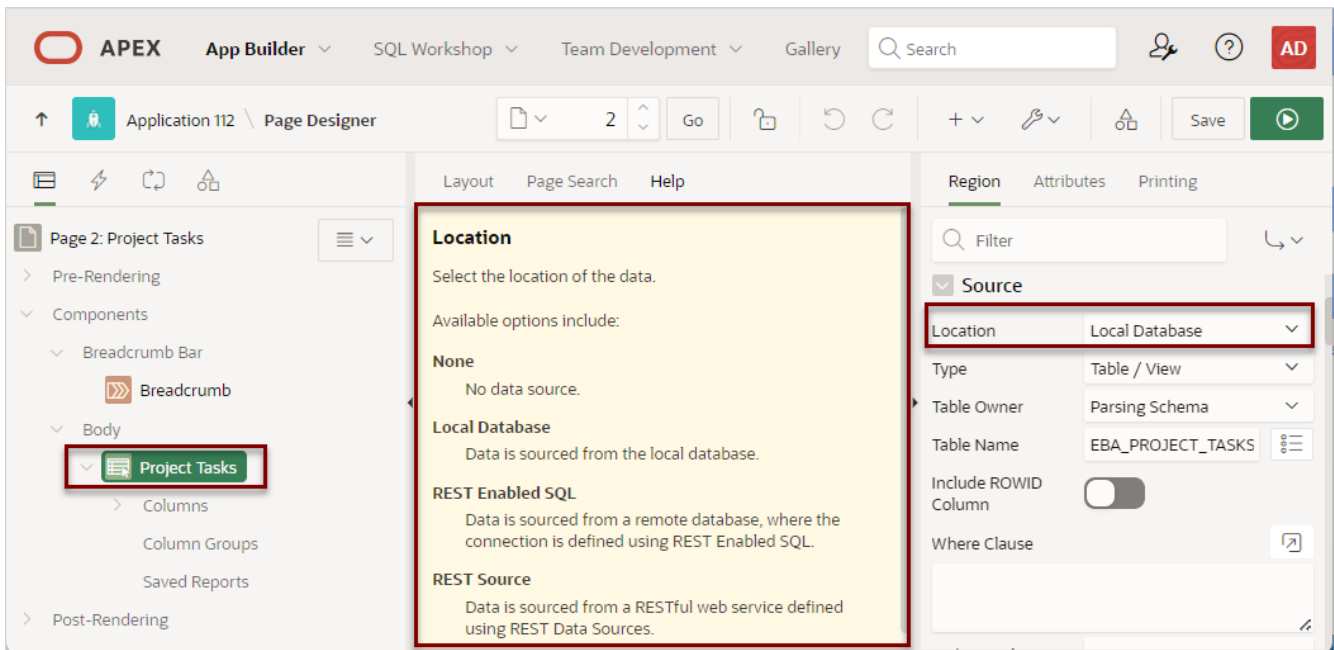 APEX
App Builder
SQL Workshop
Team Development
Gallery
Search
AD
Application 112 \ Page Designer
2
Go
Save
Layout
Page Search
Help
Region
Attributes
Printing
Page 2: Project Tasks
Pre-Rendering
Components
Breadcrumb Bar
Breadcrumb
Body
Project Tasks
Columns
Column Groups
Saved Reports
Post-Rendering
Location
Select the location of the data.
Available options include:
None
No data source.
Local Database
Data is sourced from the local database.
REST Enabled SQL
Data is sourced from a remote database, where the
connection is defined using REST Enabled SQL.
REST Source
Data is sourced from a RESTful web service defined
using REST Data Sources.
Filter
Source
Location
Local Database
Type
Table / View
Table Owner
Parsing Schema
Table Name
EBA_PROJECT_TASKS
Include ROWID
Column
Where Clause